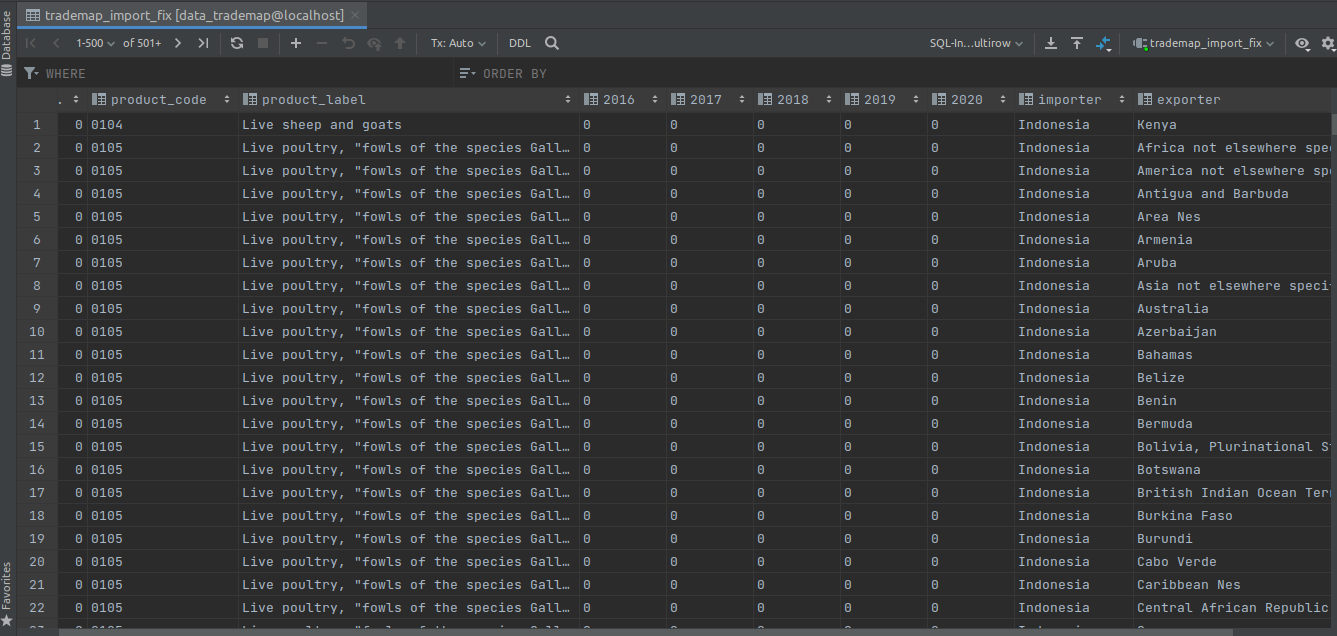 Database
trademap_import_fix [data_trademap@localhost]
1-500 of 501+ Tx: Auto DDL SQL-In...ultirow trademap_import_fix
WHERE ORDER BY
. product_code product_label 2016 2017 2018 2019 2020 importer exporter
1 0 0104 Live sheep and goats 0 0 0 0 0 Indonesia Kenya
2 0 0105 Live poultry, "fowls of the species Gall… 0 0 0 0 0 Indonesia Africa not elsewhere spe
3 0 0105 Live poultry, "fowls of the species Gall… 0 0 0 0 0 Indonesia America not elsewhere sp
4 0 0105 Live poultry, "fowls of the species Gall… 0 0 0 0 0 Indonesia Antigua and Barbuda
5 0 0105 Live poultry, "fowls of the species Gall… 0 0 0 0 0 Indonesia Area Nes
6 0 0105 Live poultry, "fowls of the species Gall… 0 0 0 0 0 Indonesia Armenia
7 0 0105 Live poultry, "fowls of the species Gall… 0 0 0 0 0 Indonesia Aruba
8 0 0105 Live poultry, "fowls of the species Gall… 0 0 0 0 0 Indonesia Asia not elsewhere speci
9 0 0105 Live poultry, "fowls of the species Gall… 0 0 0 0 0 Indonesia Australia
10 0 0105 Live poultry, "fowls of the species Gall… 0 0 0 0 0 Indonesia Azerbaijan
11 0 0105 Live poultry, "fowls of the species Gall… 0 0 0 0 0 Indonesia Bahamas
12 0 0105 Live poultry, "fowls of the species Gall… 0 0 0 0 0 Indonesia Belize
13 0 0105 Live poultry, "fowls of the species Gall… 0 0 0 0 0 Indonesia Benin
14 0 0105 Live poultry, "fowls of the species Gall… 0 0 0 0 0 Indonesia Bermuda
15 0 0105 Live poultry, "fowls of the species Gall… 0 0 0 0 0 Indonesia Bolivia, Plurinational S
16 0 0105 Live poultry, "fowls of the species Gall… 0 0 0 0 0 Indonesia Botswana
17 0 0105 Live poultry, "fowls of the species Gall… 0 0 0 0 0 Indonesia British Indian Ocean Ter
18 0 0105 Live poultry, "fowls of the species Gall… 0 0 0 0 0 Indonesia Burkina Faso
19 0 0105 Live poultry, "fowls of the species Gall… 0 0 0 0 0 Indonesia Burundi
20 0 0105 Live poultry, "fowls of the species Gall… 0 0 0 0 0 Indonesia Cabo Verde
21 0 0105 Live poultry, "fowls of the species Gall… 0 0 0 0 0 Indonesia Caribbean Nes
22 0 0105 Live poultry, "fowls of the species Gall… 0 0 0 0 0 Indonesia Central African Republic
Favorites